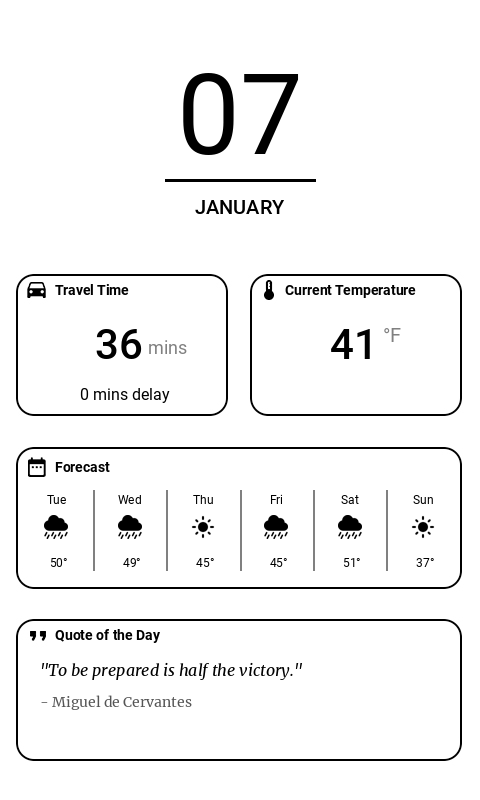 07
JANUARY
Travel Time
36 mins
0 mins delay
Current Temperature
41 °F
Forecast
Tue Wed Thu Fri Sat Sun
50° 49° 45° 45° 51° 37°
Quote of the Day
"To be prepared is half the victory."
- Miguel de Cervantes